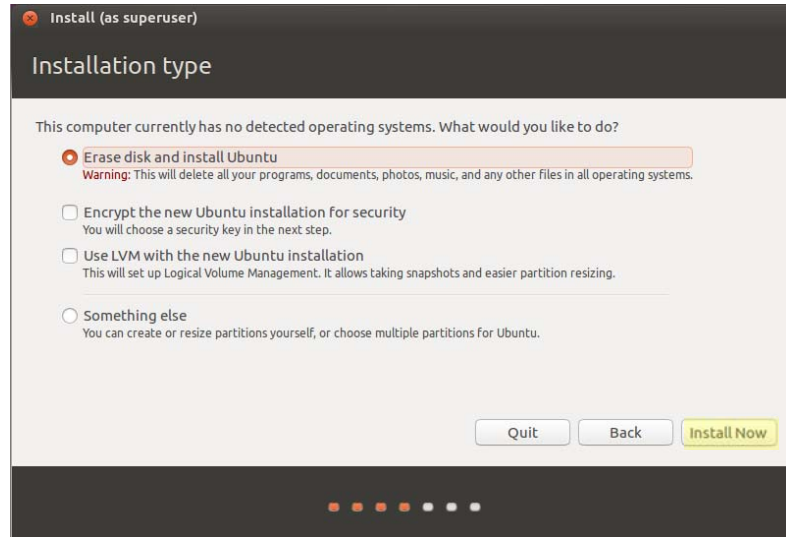 Install (as superuser)
Installation type
This computer currently has no detected operating systems. What would you like to do?
Erase disk and install Ubuntu
Warning: This will delete all your programs, documents, photos, music, and any other files in all operating systems.
Encrypt the new Ubuntu installation for security
You will choose a security key in the next step.
Use LVM with the new Ubuntu installation
This will set up Logical Volume Management. It allows taking snapshots and easier partition resizing.
Something else
You can create or resize partitions yourself, or choose multiple partitions for Ubuntu.
Quit Back Install Now